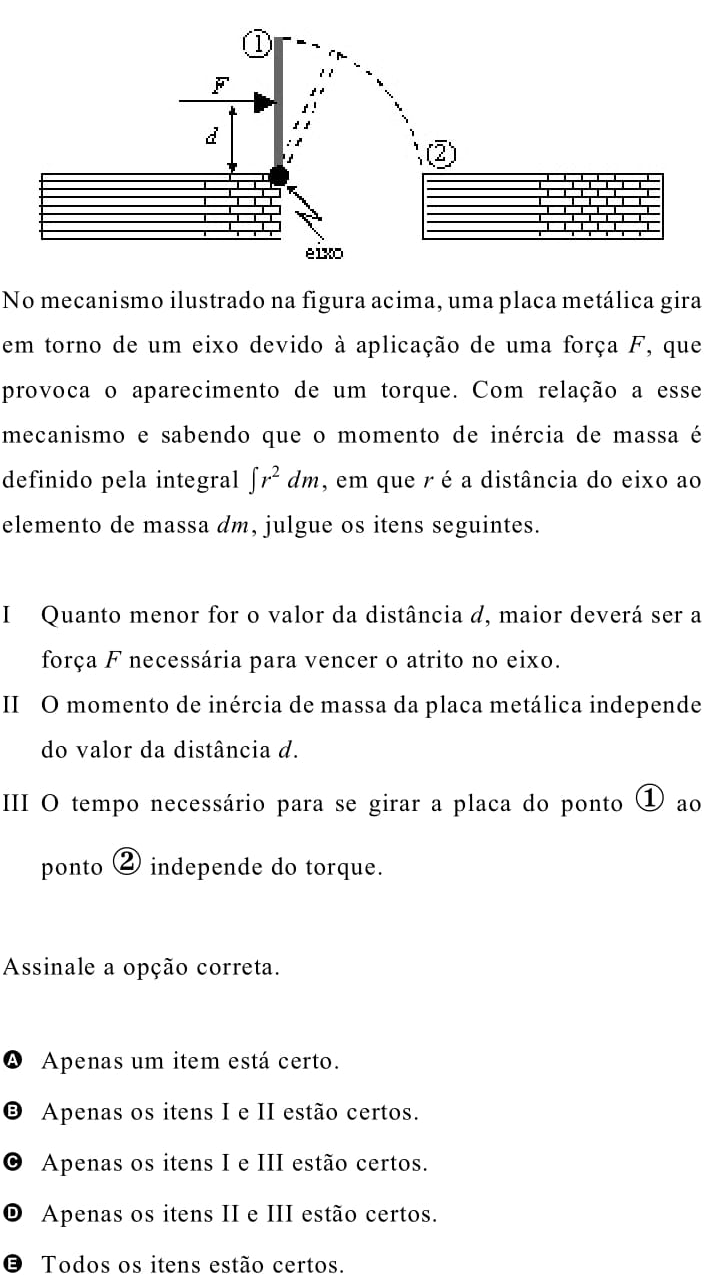 ①
F
d
②
eixo
No mecanismo ilustrado na figura acima, uma placa metálica gira
em torno de um eixo devido à aplicação de uma força F, que
provoca o aparecimento de um torque. Com relação a esse
mecanismo e sabendo que o momento de inércia de massa é
definido pela integral ∫r² dm, em que r é a distância do eixo ao
elemento de massa dm, julgue os itens seguintes.
I Quanto menor for o valor da distância d, maior deverá ser a
força F necessária para vencer o atrito no eixo.
II O momento de inércia de massa da placa metálica independe
do valor da distância d.
III O tempo necessário para se girar a placa do ponto ① ao
ponto ② independe do torque.
Assinale a opção correta.
A Apenas um item está certo.
B Apenas os itens I e II estão certos.
C Apenas os itens I e III estão certos.
D Apenas os itens II e III estão certos.
E Todos os itens estão certos.